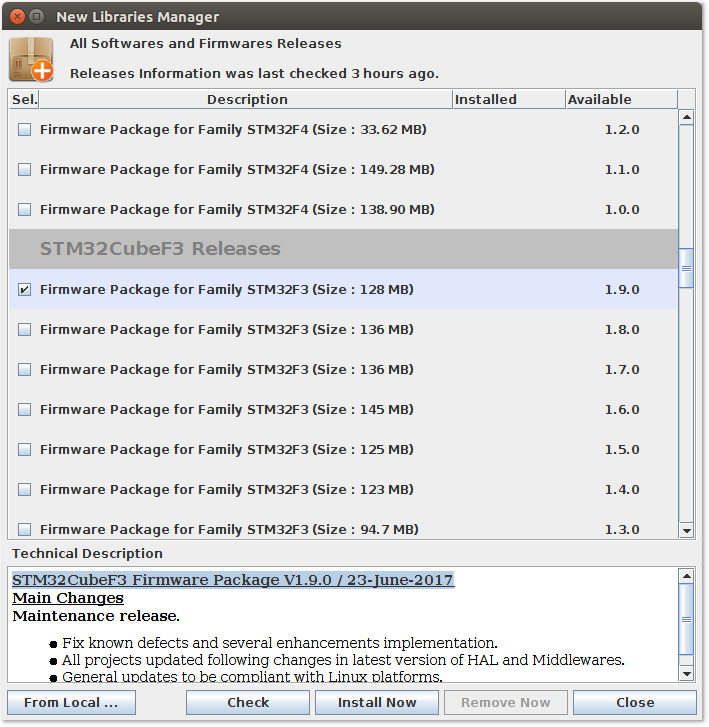 New Libraries Manager
All Softwares and Firmwares Releases
Releases Information was last checked 3 hours ago.
Sel. Description Installed Available
Firmware Package for Family STM32F4 (Size : 33.62 MB) 1.2.0
Firmware Package for Family STM32F4 (Size : 149.28 MB) 1.1.0
Firmware Package for Family STM32F4 (Size : 138.90 MB) 1.0.0
STM32CubeF3 Releases
Firmware Package for Family STM32F3 (Size : 128 MB) 1.9.0
Firmware Package for Family STM32F3 (Size : 136 MB) 1.8.0
Firmware Package for Family STM32F3 (Size : 136 MB) 1.7.0
Firmware Package for Family STM32F3 (Size : 145 MB) 1.6.0
Firmware Package for Family STM32F3 (Size : 125 MB) 1.5.0
Firmware Package for Family STM32F3 (Size : 123 MB) 1.4.0
Firmware Package for Family STM32F3 (Size : 94.7 MB) 1.3.0
Technical Description
STM32CubeF3 Firmware Package V1.9.0 / 23-June-2017
Main Changes
Maintenance release.
● Fix known defects and several enhancements implementation.
● All projects updated following changes in latest version of HAL and Middlewares.
● General updates to be compliant with Linux platforms.
From Local ... Check Install Now Remove Now Close